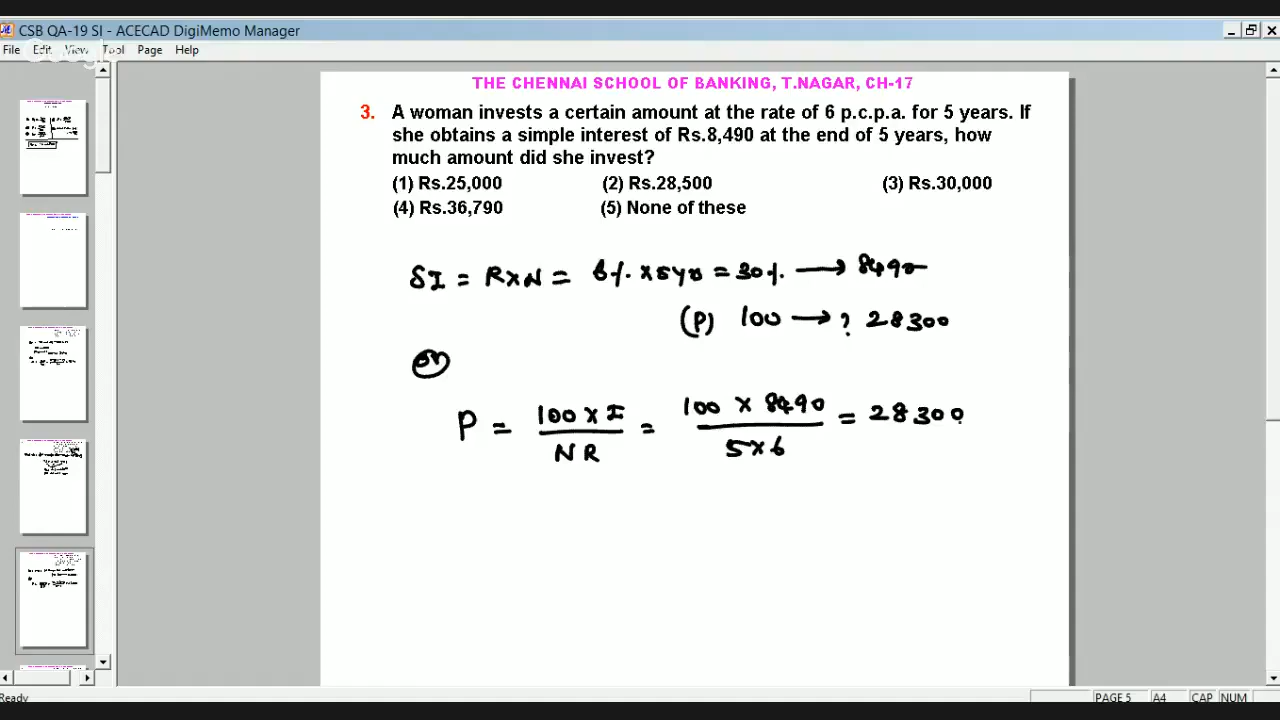 CSB QA-19 SI - ACECAD DigiMemo Manager
File Edit View Tool Page Help
Google
THE CHENNAI SCHOOL OF BANKING, T.NAGAR, CH-17
3. A woman invests a certain amount at the rate of 6 p.c.p.a. for 5 years. If
she obtains a simple interest of Rs.8,490 at the end of 5 years, how
much amount did she invest?
(1) Rs.25,000 (2) Rs.28,500 (3) Rs.30,000
(4) Rs.36,790 (5) None of these
SI = R×N = 6% × 5 yrs = 30% → 8490
(P) 100 → ? 28300
or
P = 100 × I / NR = 100 × 8490 / 5×6 = 28300
Ready PAGE 5 A4 CAP NUM